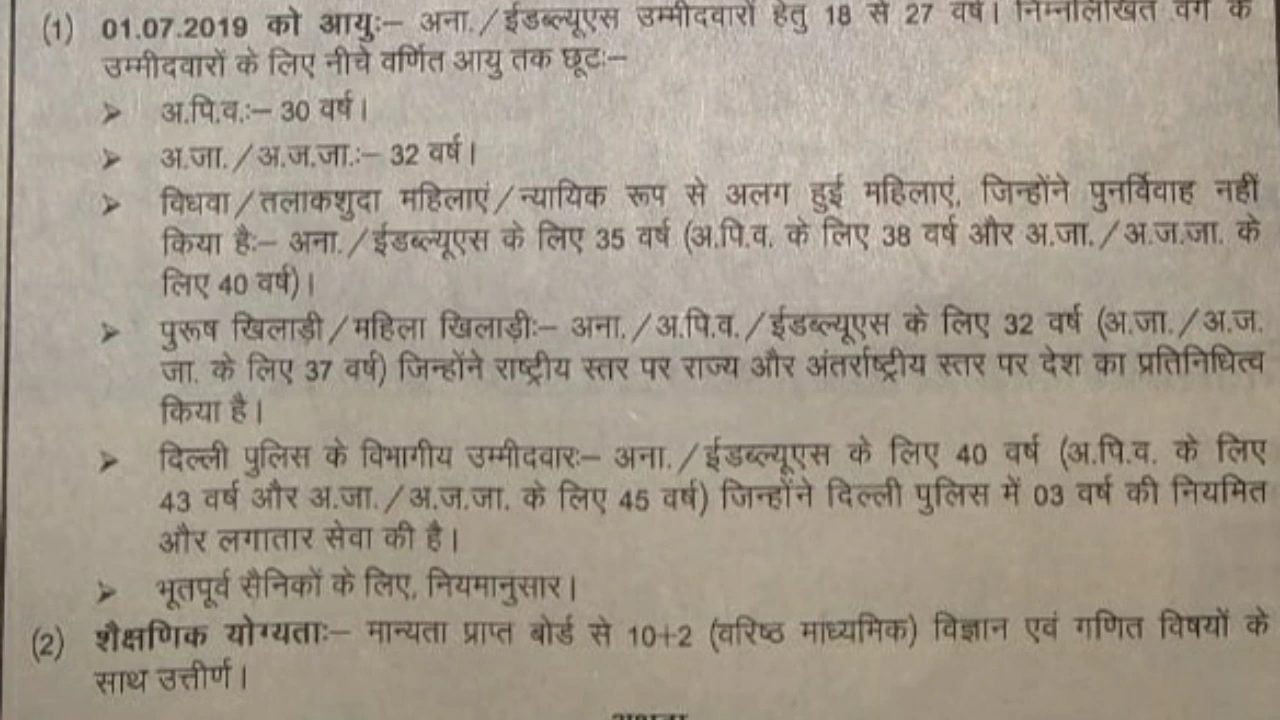 (1) 01.07.2019 को आयुः– अना./ईडब्ल्यूएस उम्मीदवारों हेतु 18 से 27 वर्ष। निम्नलिखित वर्ग के
उम्मीदवारों के लिए नीचे वर्णित आयु तक छूटः–
➤ अ.पि.व.:– 30 वर्ष।
➤ अ.जा./अ.ज.जा.:– 32 वर्ष।
➤ विधवा/तलाकशुदा महिलाएं/न्यायिक रूप से अलग हुई महिलाएं, जिन्होंने पुनर्विवाह नहीं
किया हैः– अना./ईडब्ल्यूएस के लिए 35 वर्ष (अ.पि.व. के लिए 38 वर्ष और अ.जा./अ.ज.जा. के
लिए 40 वर्ष)।
➤ पुरूष खिलाड़ी/महिला खिलाड़ीः– अना./अ.पि.व./ईडब्ल्यूएस के लिए 32 वर्ष (अ.जा./अ.ज.
जा. के लिए 37 वर्ष) जिन्होंने राष्ट्रीय स्तर पर राज्य और अंतर्राष्ट्रीय स्तर पर देश का प्रतिनिधित्व
किया है।
➤ दिल्ली पुलिस के विभागीय उम्मीदवारः– अना./ईडब्ल्यूएस के लिए 40 वर्ष (अ.पि.व. के लिए
43 वर्ष और अ.जा./अ.ज.जा. के लिए 45 वर्ष) जिन्होंने दिल्ली पुलिस में 03 वर्ष की नियमित
और लगातार सेवा की है।
➤ भूतपूर्व सैनिकों के लिए, नियमानुसार।
(2) शैक्षणिक योग्यताः– मान्यता प्राप्त बोर्ड से 10+2 (वरिष्ठ माध्यमिक) विज्ञान एवं गणित विषयों के
साथ उत्तीर्ण।